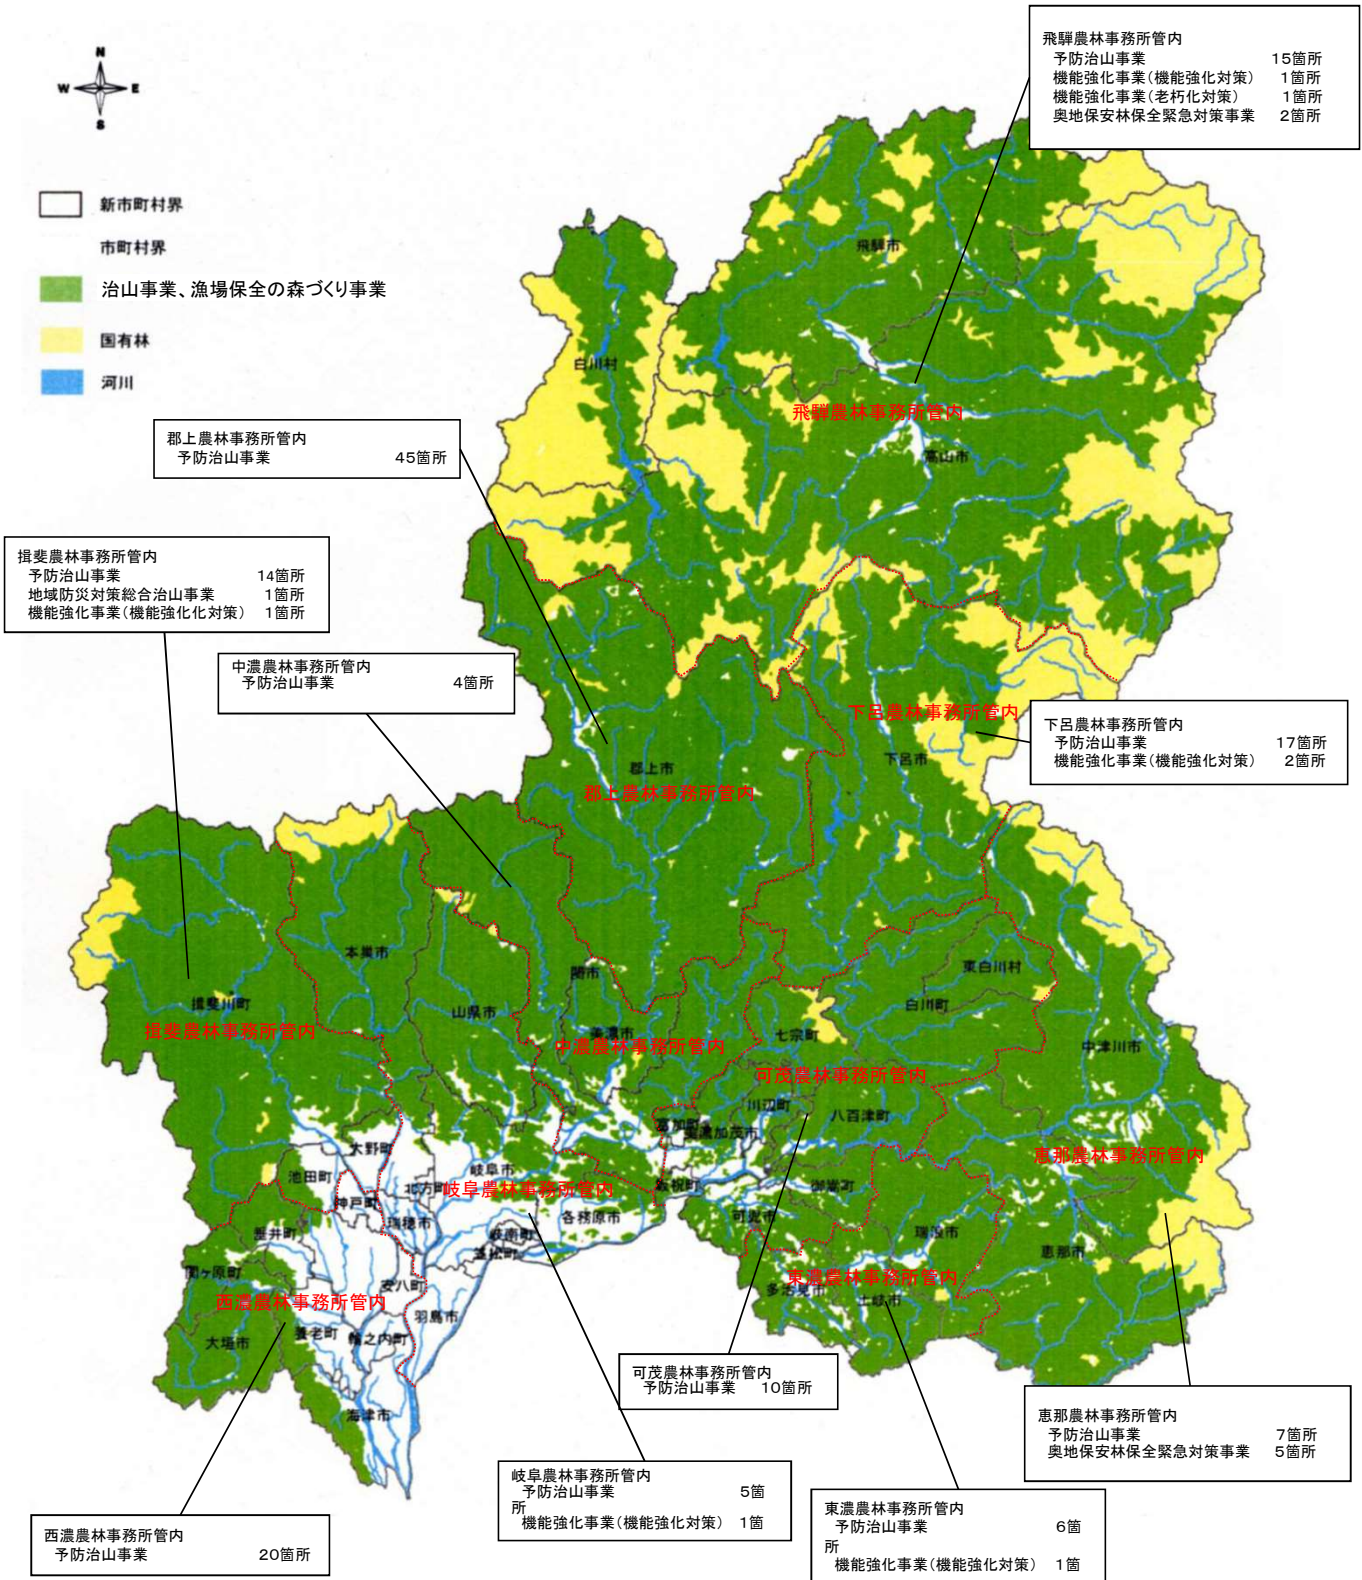 飛騨農林事務所管内
予防治山事業 15箇所
機能強化事業(機能強化対策) 1箇所
機能強化事業(老朽化対策) 1箇所
奥地保安林保全緊急対策事業 2箇所
N
W E
S
新市町村界
市町村界
治山事業、漁場保全の森づくり事業
国有林
河川
飛騨市
白川村
飛騨農林事務所管内
高山市
郡上農林事務所管内
予防治山事業 45箇所
揖斐農林事務所管内
予防治山事業 14箇所
地域防災対策総合治山事業 1箇所
機能強化事業(機能強化化対策) 1箇所
中濃農林事務所管内
予防治山事業 4箇所
下呂農林事務所管内
下呂市
下呂農林事務所管内
予防治山事業 17箇所
機能強化事業(機能強化対策) 2箇所
郡上市
郡上農林事務所管内
本巣市
関市
東白川村
揖斐川町
山県市
白川町
揖斐農林事務所管内
美濃市
七宗町
中濃農林事務所管内
中津川市
可茂農林事務所管内
川辺町
八百津町
富加町
美濃加茂市
大野町
恵那農林事務所管内
池田町
岐阜市
北方町
岐阜農林事務所管内
坂祝町
御嵩町
神戸町
瑞穂市
各務原市
可児市
垂井町
岐南町
瑞浪市
笠松町
恵那市
関ヶ原町
安八町
東濃農林事務所管内
多治見市
土岐市
西濃農林事務所管内
羽島市
大垣市
養老町
輪之内町
海津市
可茂農林事務所管内
予防治山事業 10箇所
恵那農林事務所管内
予防治山事業 7箇所
奥地保安林保全緊急対策事業 5箇所
岐阜農林事務所管内
予防治山事業 5箇
所
機能強化事業(機能強化対策) 1箇
東濃農林事務所管内
予防治山事業 6箇
所
機能強化事業(機能強化対策) 1箇
西濃農林事務所管内
予防治山事業 20箇所